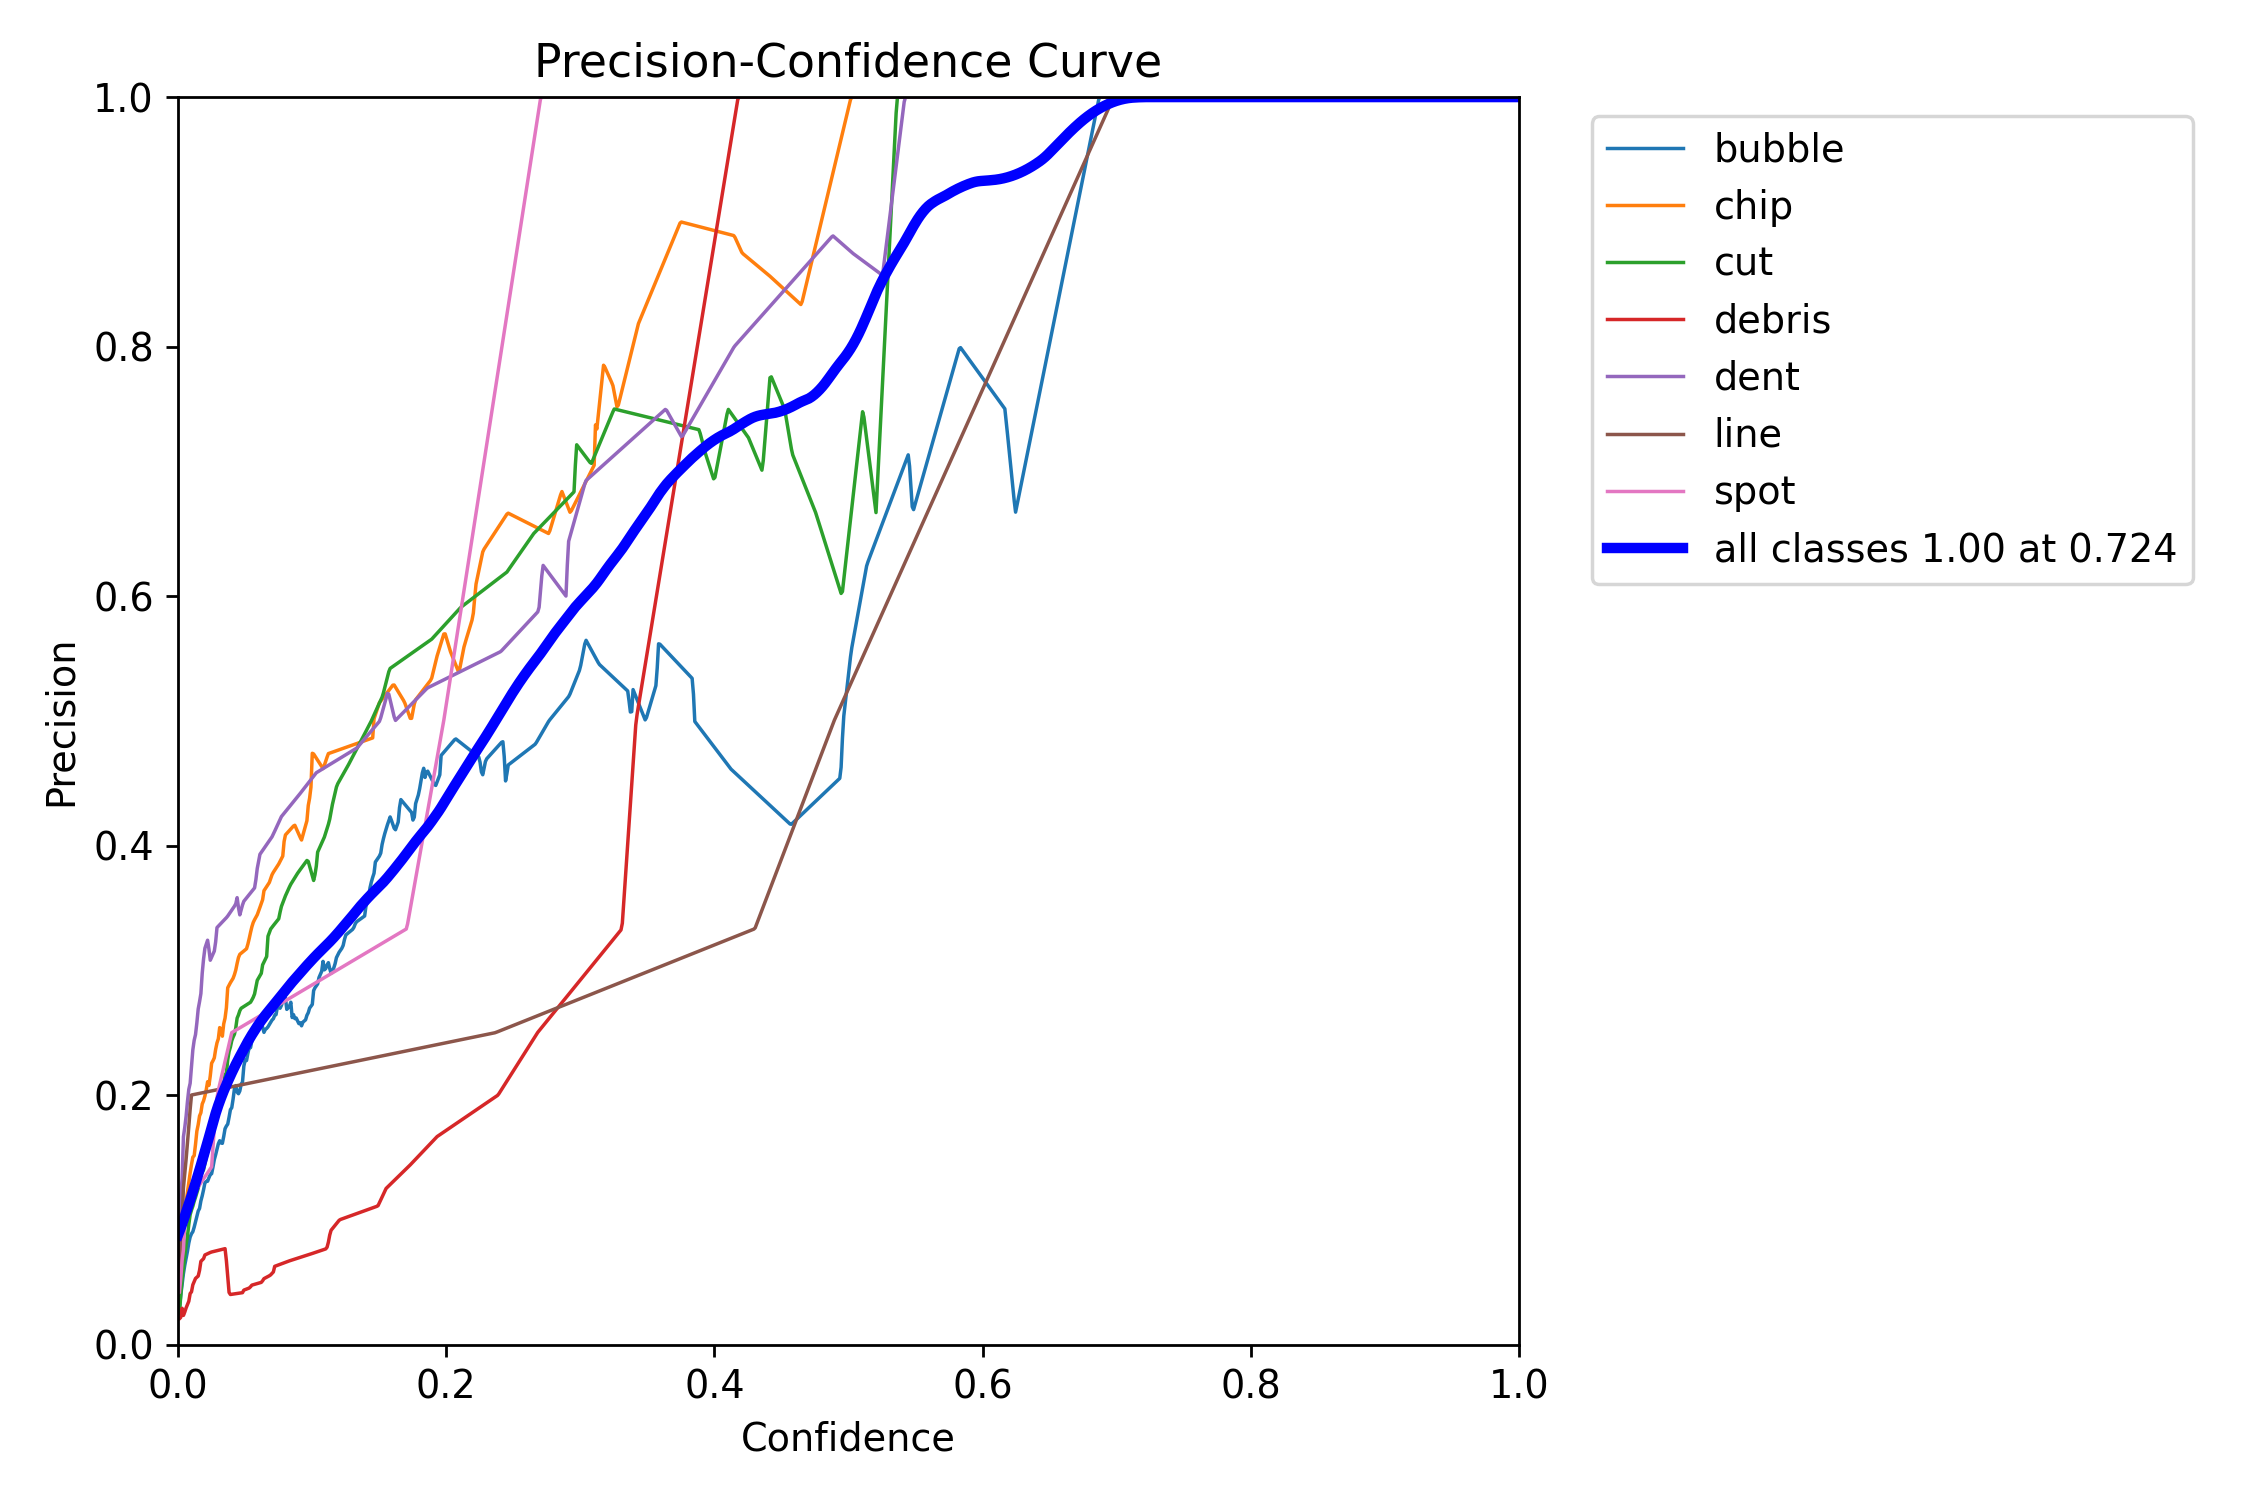 Precision-Confidence Curve
1.0
0.8
0.6
0.4
0.2
0.0
Precision
0.0 0.2 0.4 0.6 0.8 1.0
Confidence
bubble
chip
cut
debris
dent
line
spot
all classes 1.00 at 0.724